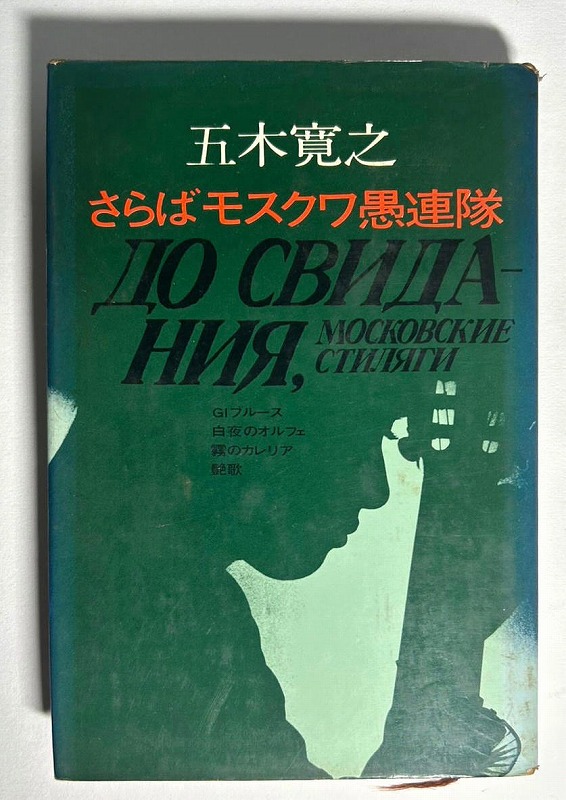 五木寛之
さらばモスクワ愚連隊
ДО СВИДА-
НИЯ, МОСКОВСКИЕ
СТИЛЯГИ
GIブルース
白夜のオルフェ
霧のカレリア
艶歌